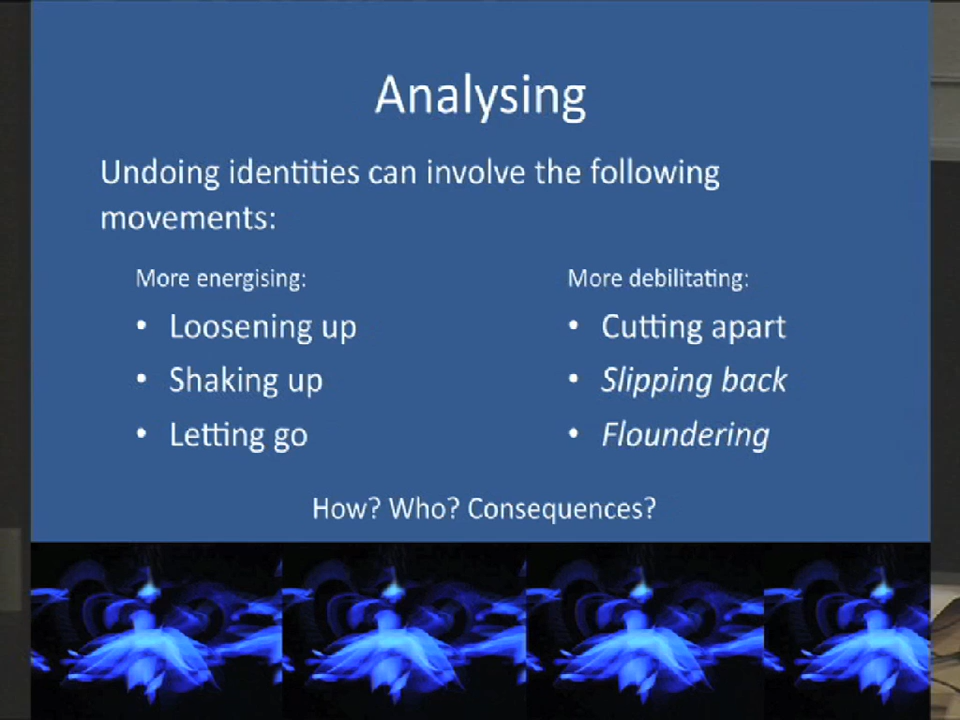 Analysing
Undoing identities can involve the following
movements:
More energising:
• Loosening up
• Shaking up
• Letting go
More debilitating:
• Cutting apart
• Slipping back
• Floundering
How? Who? Consequences?